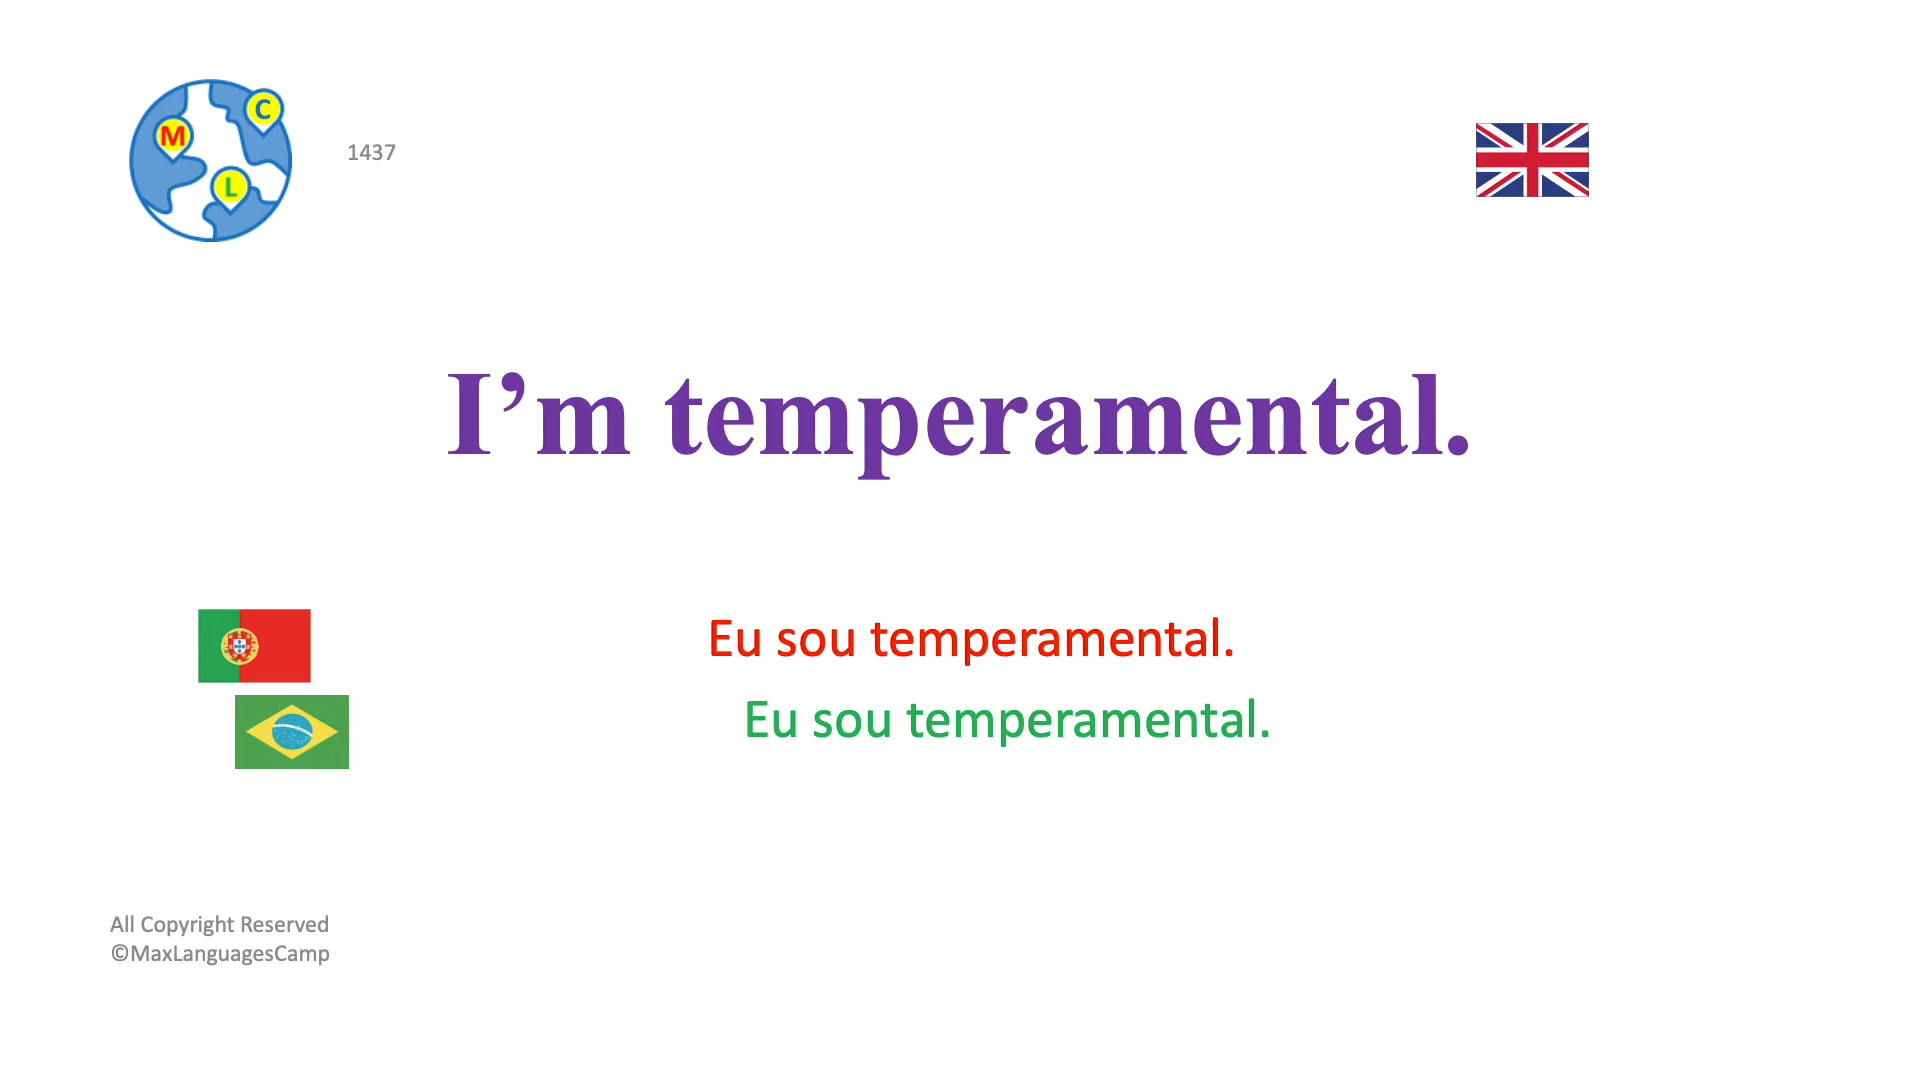 C
M
1437
L
I’m temperamental.
Eu sou temperamental.
Eu sou temperamental.
All Copyright Reserved
©MaxLanguagesCamp